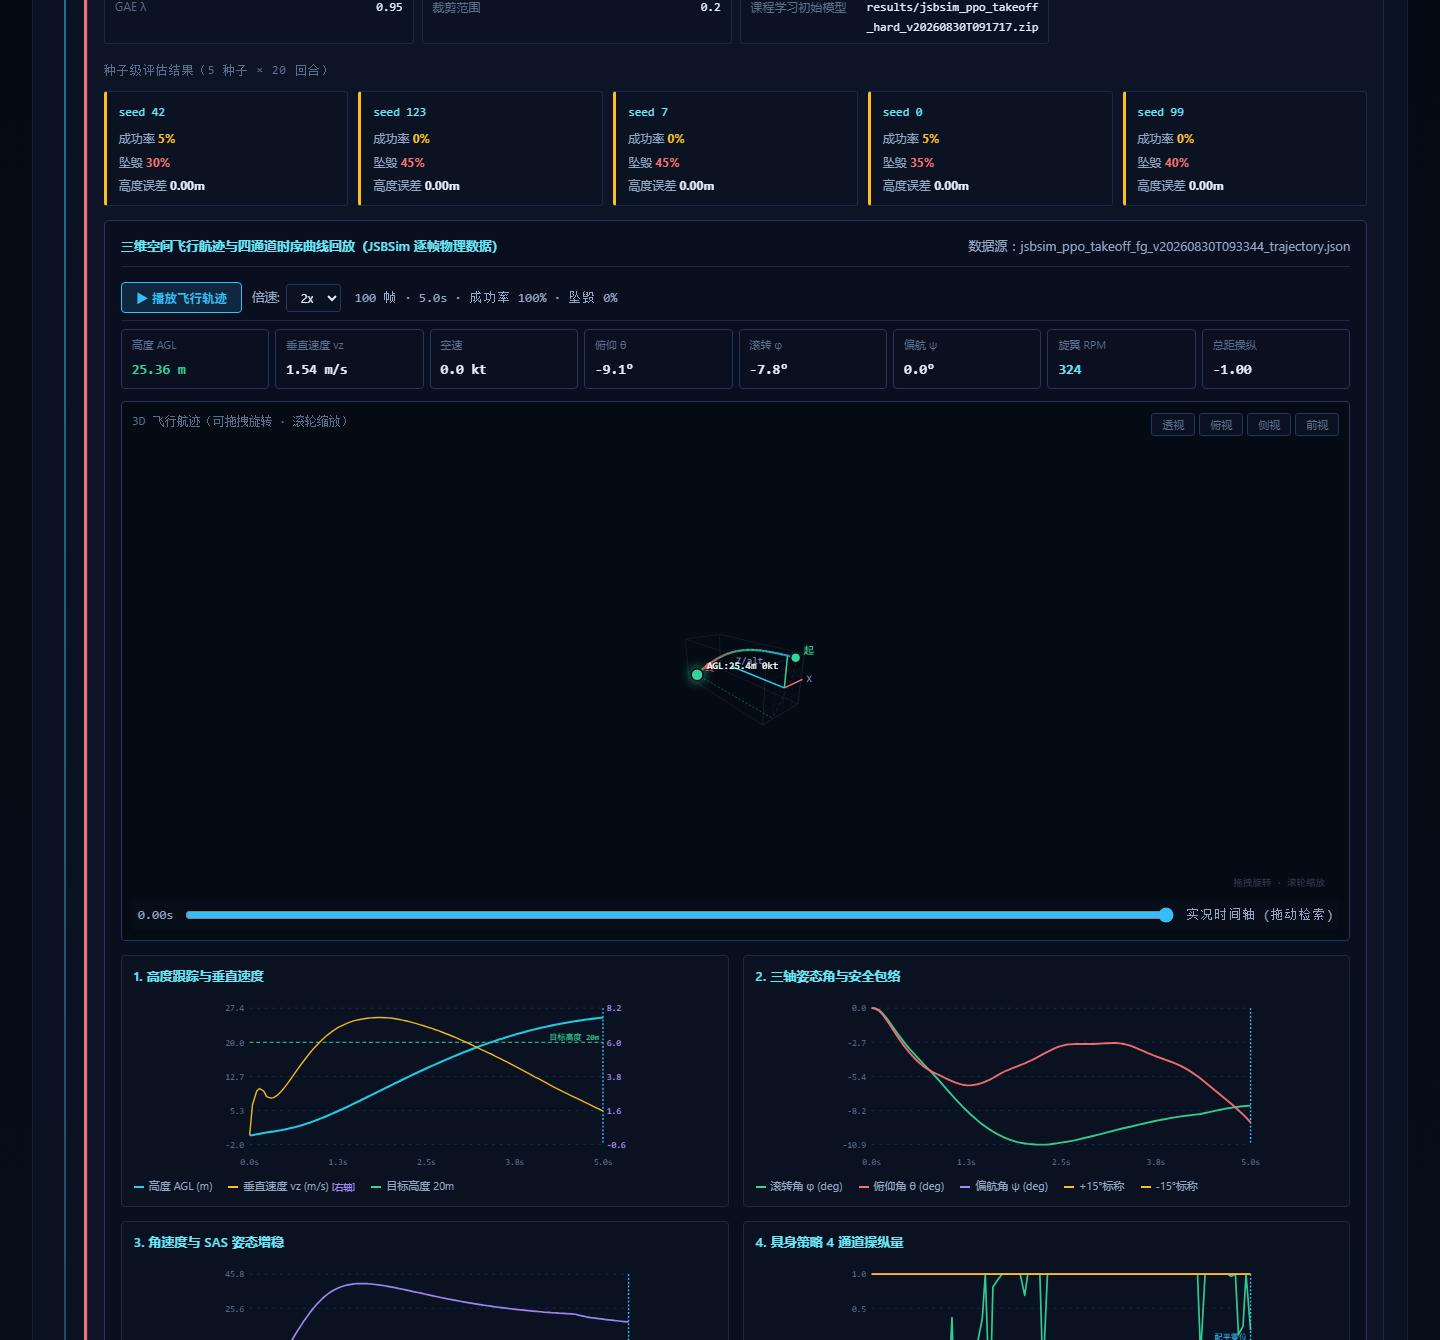 GAE λ 0.95
裁剪范围 0.2
课程学习初始模型 results/jsbsim_ppo_takeoff
_hard_v20260830T091717.zip
种子级评估结果（5 种子 × 20 回合）
seed 42
成功率 5%
坠毁 30%
高度误差 0.00m
seed 123
成功率 0%
坠毁 45%
高度误差 0.00m
seed 7
成功率 0%
坠毁 45%
高度误差 0.00m
seed 0
成功率 5%
坠毁 35%
高度误差 0.00m
seed 99
成功率 0%
坠毁 40%
高度误差 0.00m
三维空间飞行航迹与四通道时序曲线回放（JSBSim 逐帧物理数据）
数据源：jsbsim_ppo_takeoff_fg_v20260830T093344_trajectory.json
▶ 播放飞行轨迹 倍速: 2x 100 帧 · 5.0s · 成功率 100% · 坠毁 0%
高度 AGL
25.36 m
垂直速度 vz
1.54 m/s
空速
0.0 kt
俯仰 θ
-9.1°
滚转 φ
-7.8°
偏航 ψ
0.0°
旋翼 RPM
324
总距操纵
-1.00
3D 飞行航迹（可拖拽旋转 · 滚轮缩放）
透视 俯视 侧视 前视
起
Z/alt
AGL:25.4m 0kt
X
拖拽旋转 · 滚轮缩放
0.00s 实况时间轴 (拖动检索)
1. 高度跟踪与垂直速度
27.4 8.2
目标高度 20m
20.0 6.0
12.7 3.8
5.3 1.6
-2.0 -0.6
0.0s 1.3s 2.5s 3.8s 5.0s
高度 AGL (m) 垂直速度 vz (m/s) [右轴] 目标高度 20m
2. 三轴姿态角与安全包络
0.0
-2.7
-5.4
-8.2
-10.9
0.0s 1.3s 2.5s 3.8s 5.0s
滚转角 φ (deg) 俯仰角 θ (deg) 偏航角 ψ (deg) +15°标称 -15°标称
3. 角速度与 SAS 姿态增稳
45.8
25.6
4. 具身策略 4 通道操纵量
1.0
0.5
配平零位